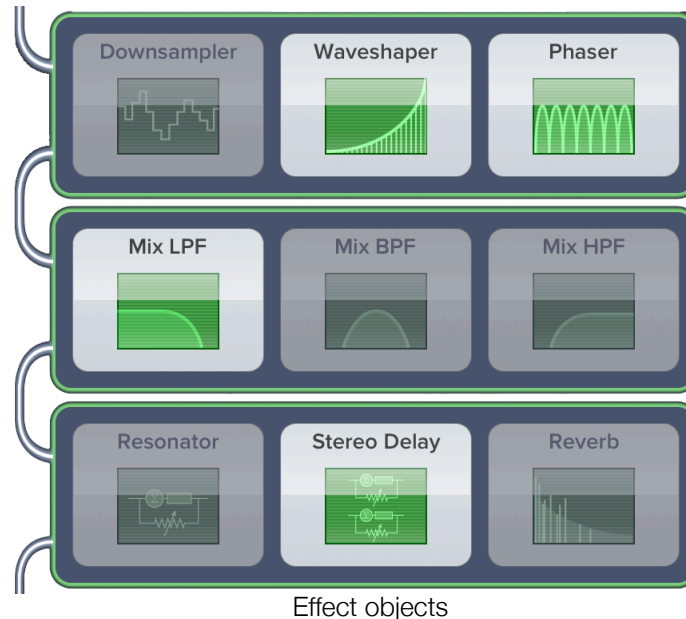 Downsampler Waveshaper Phaser
Mix LPF Mix BPF Mix HPF
Resonator Stereo Delay Reverb
Σ Σ
Σ
Effect objects